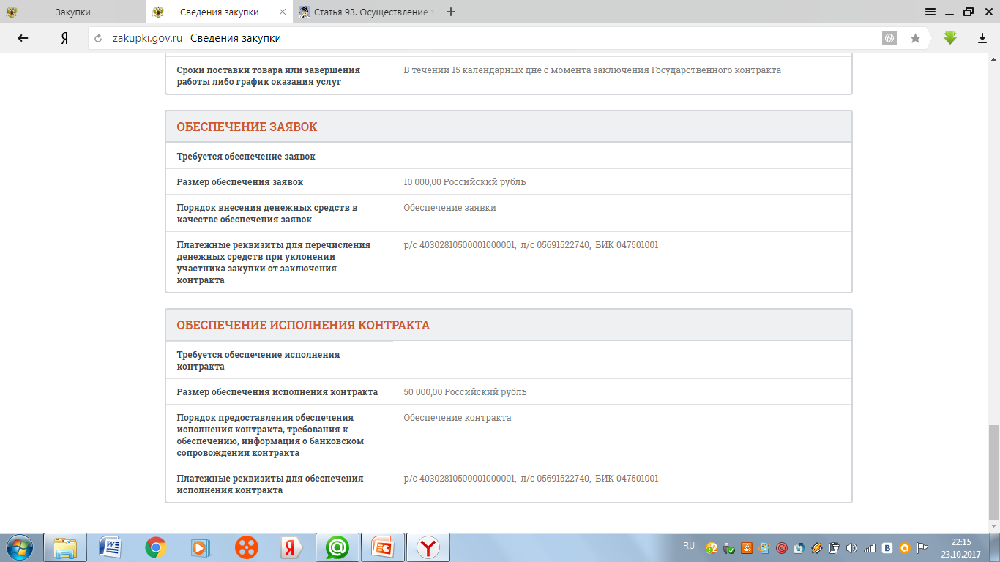 Закупки
Сведения закупки
Статья 93. Осуществление з
zakupki.gov.ru Сведения закупки
Сроки поставки товара или завершения
работы либо график оказания услуг
В течении 15 календарных дне с момента заключения Государственного контракта
ОБЕСПЕЧЕНИЕ ЗАЯВОК
Требуется обеспечение заявок
Размер обеспечения заявок
10 000,00 Российский рубль
Порядок внесения денежных средств в
качестве обеспечения заявок
Обеспечение заявки
Платежные реквизиты для перечисления
денежных средств при уклонении
участника закупки от заключения
контракта
р/с 40302810500001000001, л/с 05691522740, БИК 047501001
ОБЕСПЕЧЕНИЕ ИСПОЛНЕНИЯ КОНТРАКТА
Требуется обеспечение исполнения
контракта
Размер обеспечения исполнения контракта
50 000,00 Российский рубль
Порядок предоставления обеспечения
исполнения контракта, требования к
обеспечению, информация о банковском
сопровождении контракта
Обеспечение контракта
Платежные реквизиты для обеспечения
исполнения контракта
р/с 40302810500001000001, л/с 05691522740, БИК 047501001
RU
22:15
23.10.2017